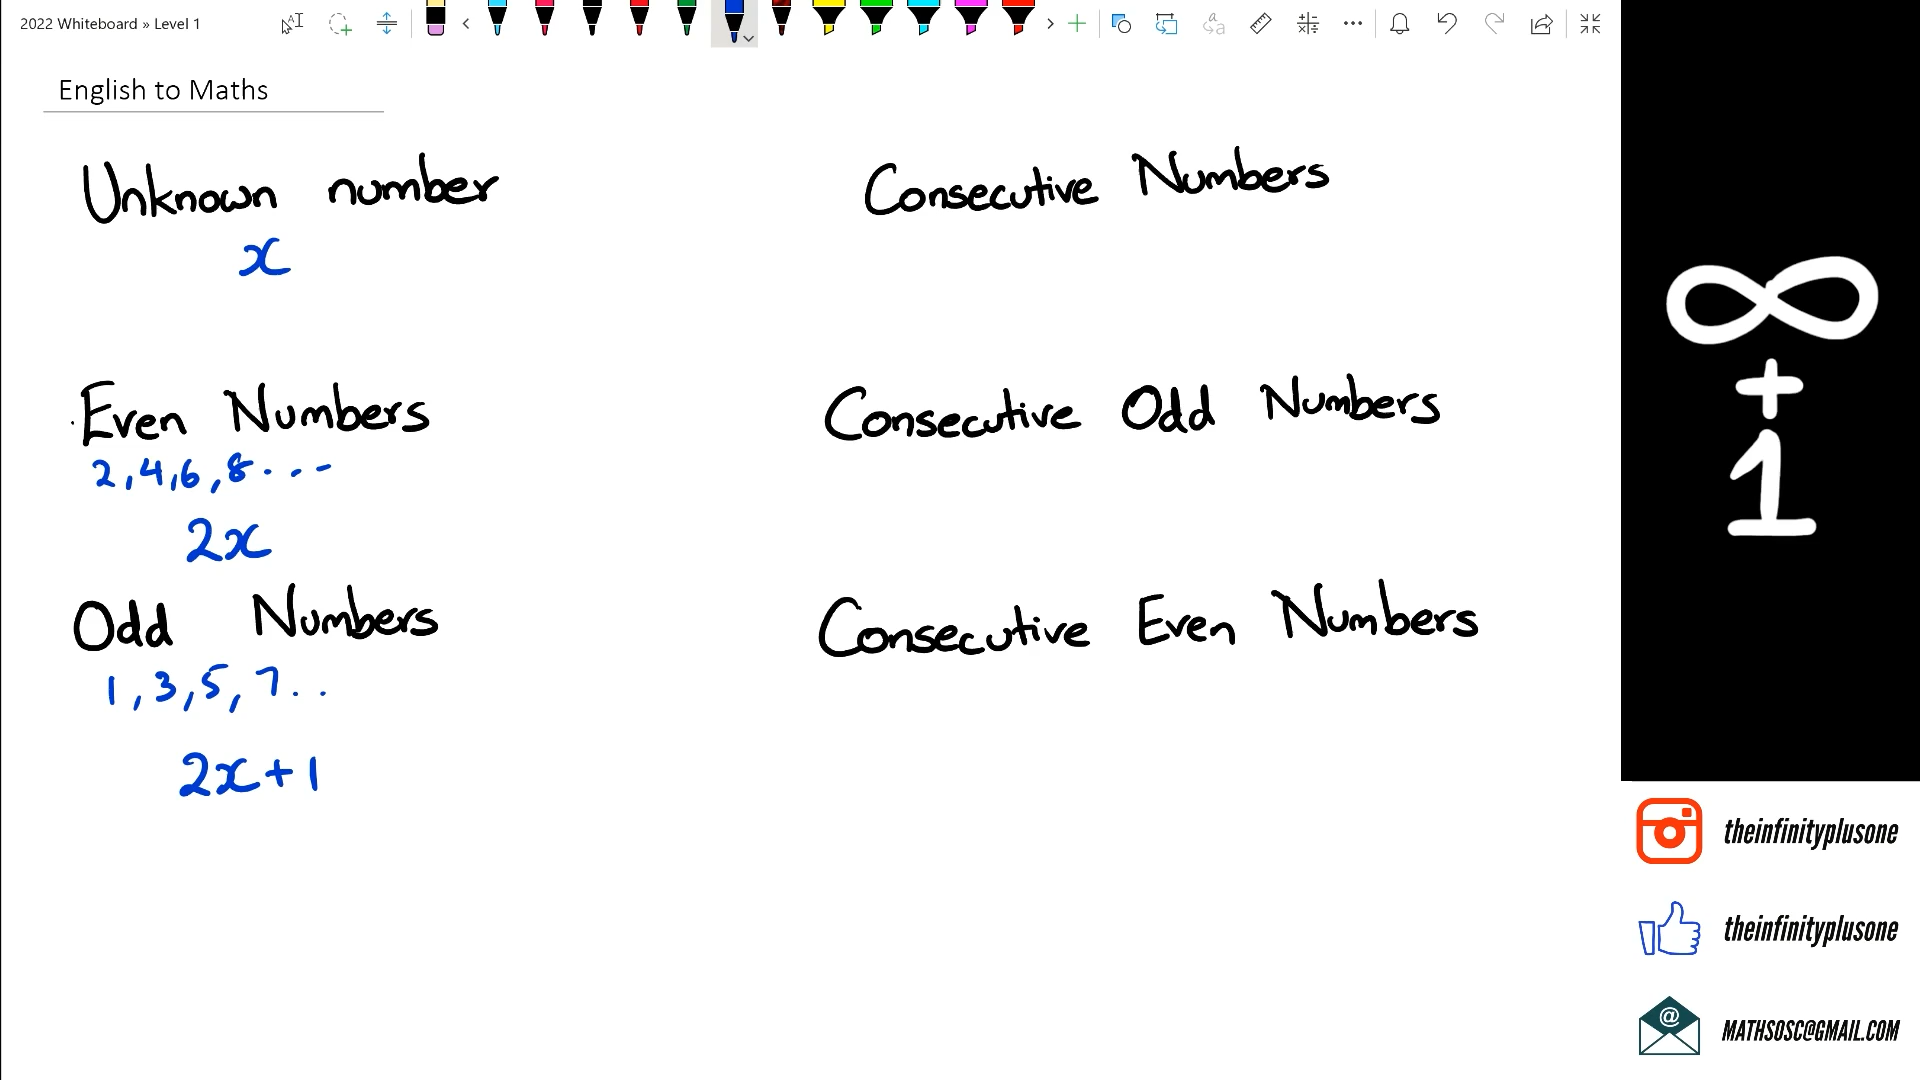 2022 Whiteboard » Level 1
English to Maths
Unknown number
x
Even Numbers
2,4,6,8...
2x
Odd Numbers
1,3,5,7..
2x+1
Consecutive Numbers
Consecutive Odd Numbers
Consecutive Even Numbers
∞
+
1
theinfinityplusone
theinfinityplusone
MATHSOSC@GMAIL.COM